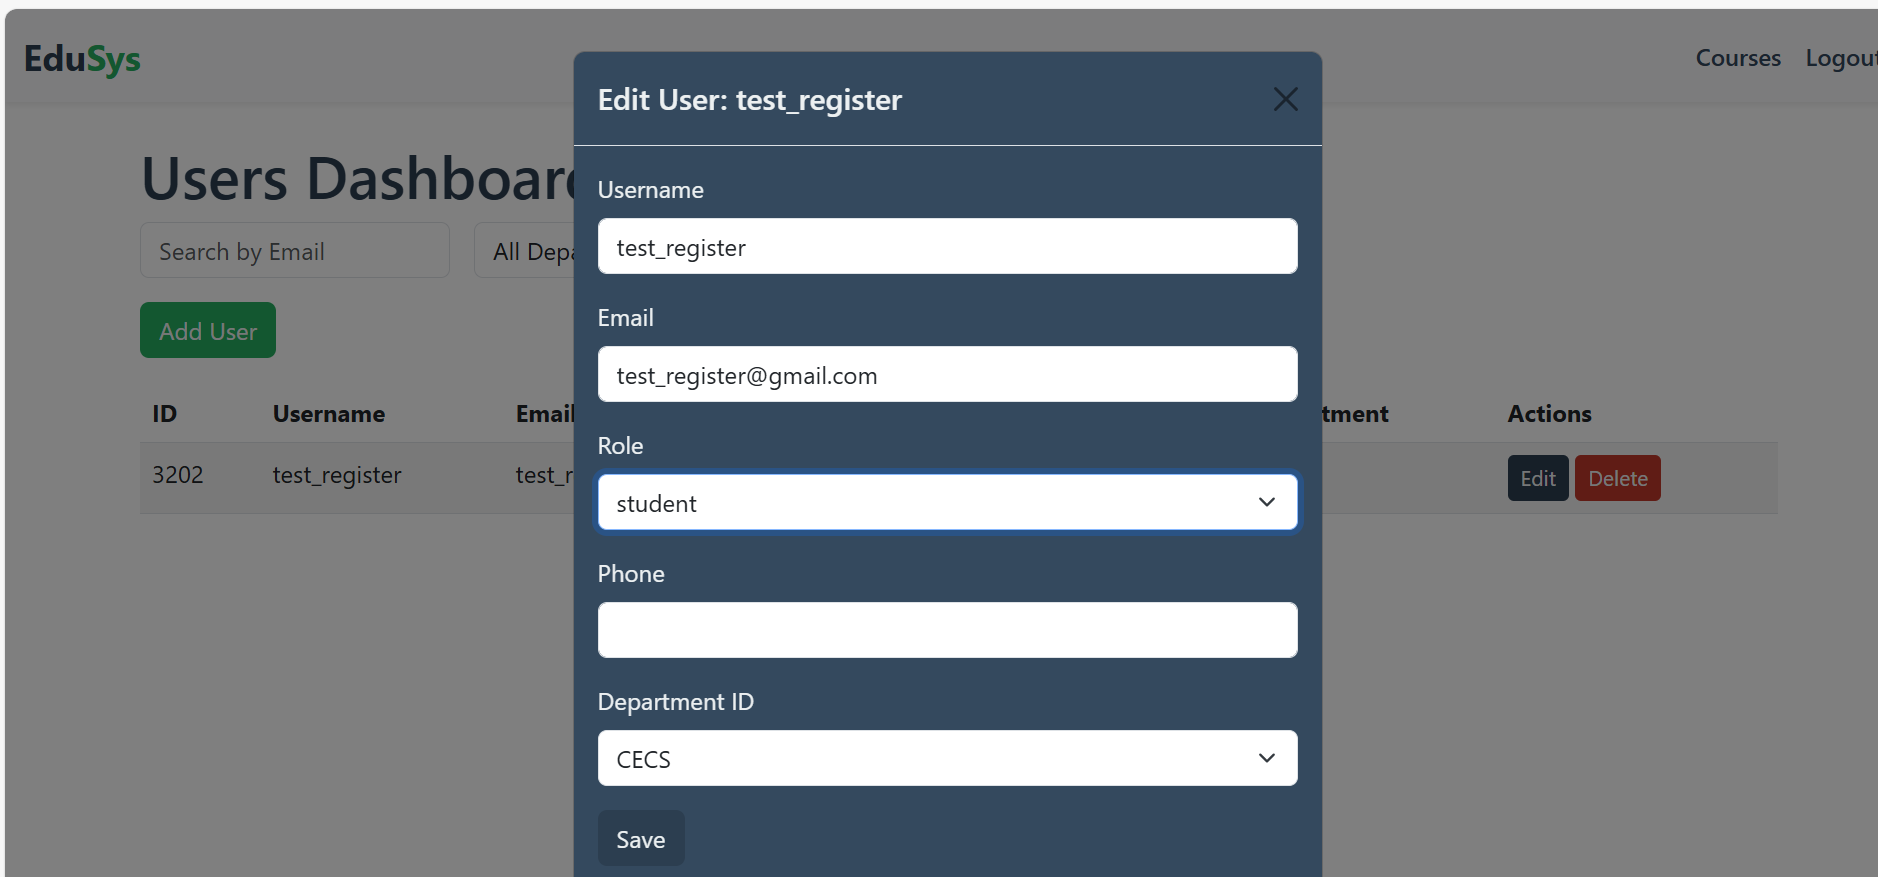 EduSys
Courses Logout
Edit User: test_register
Users Dashboard
Search by Email
All Depa
Add User
Username
test_register
Email
test_register@gmail.com
Role
student
Phone
Department ID
CECS
Save
ID Username Email tment Actions
3202 test_register test_r Edit Delete